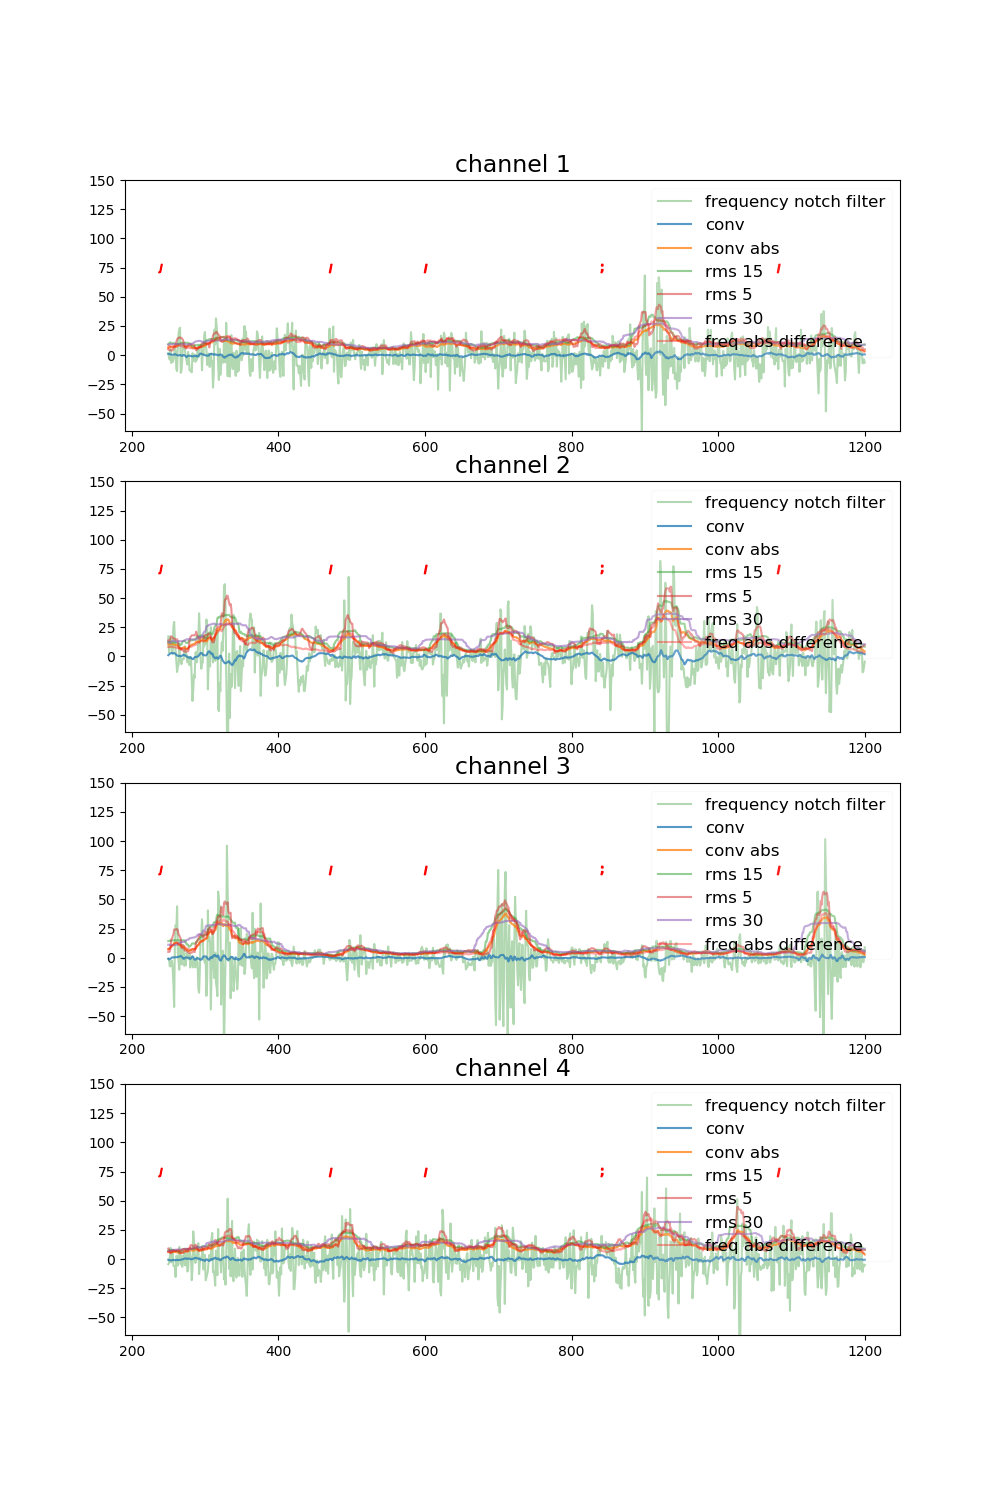 channel 1
150
125
100
75
50
25
0
−25
−50
J I I ; I
frequency notch filter
conv
conv abs
rms 15
rms 5
rms 30
freq abs difference
200 400 600 800 1000 1200
channel 2
150
125
100
75
50
25
0
−25
−50
J I I ; I
frequency notch filter
conv
conv abs
rms 15
rms 5
rms 30
freq abs difference
200 400 600 800 1000 1200
channel 3
150
125
100
75
50
25
0
−25
−50
J I I ; I
frequency notch filter
conv
conv abs
rms 15
rms 5
rms 30
freq abs difference
200 400 600 800 1000 1200
channel 4
150
125
100
75
50
25
0
−25
−50
J I I ; I
frequency notch filter
conv
conv abs
rms 15
rms 5
rms 30
freq abs difference
200 400 600 800 1000 1200